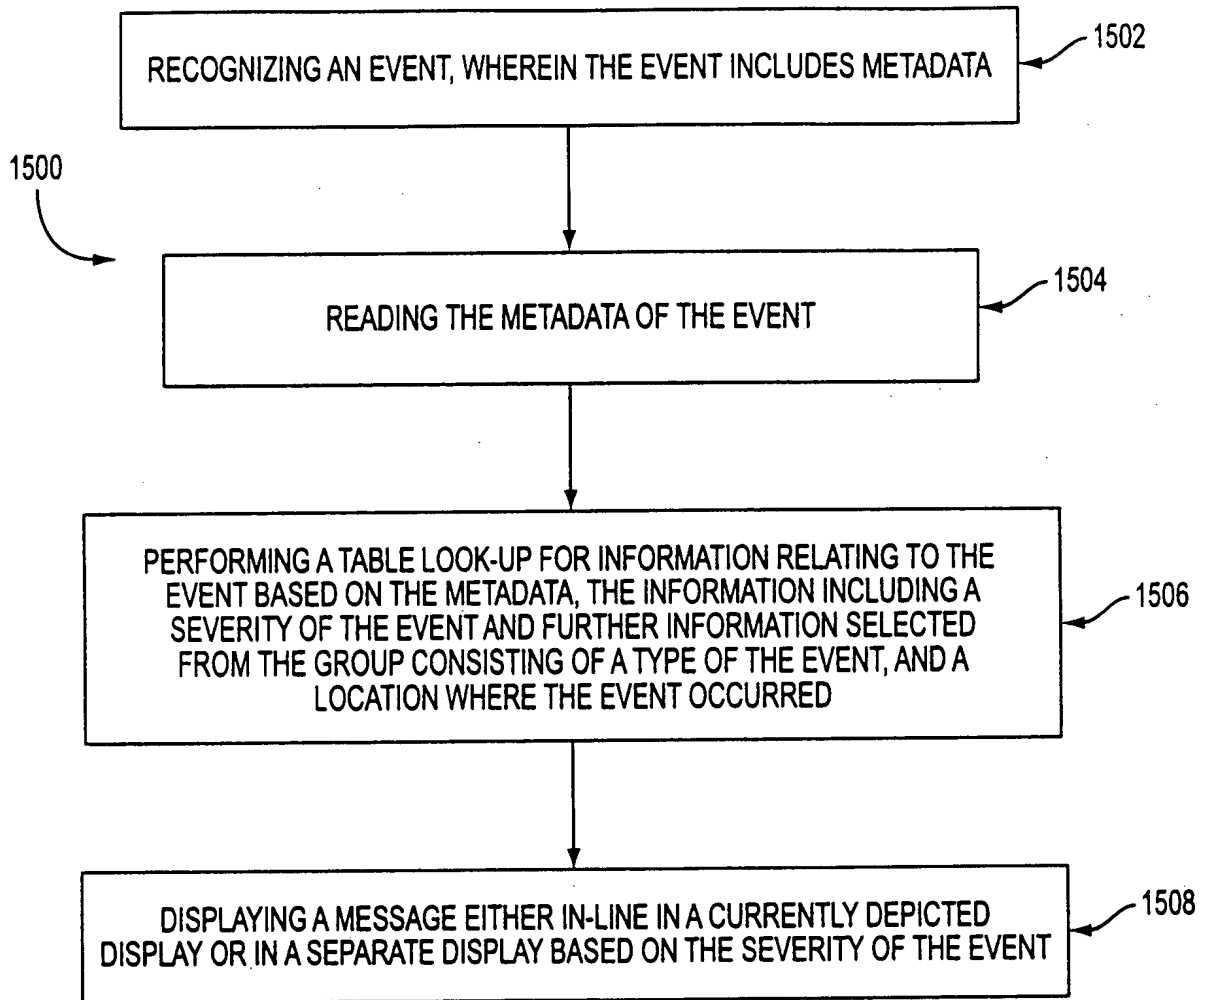 1502
RECOGNIZING AN EVENT, WHEREIN THE EVENT INCLUDES METADATA
1500
1504
READING THE METADATA OF THE EVENT
PERFORMING A TABLE LOOK-UP FOR INFORMATION RELATING TO THE
EVENT BASED ON THE METADATA, THE INFORMATION INCLUDING A
SEVERITY OF THE EVENT AND FURTHER INFORMATION SELECTED
FROM THE GROUP CONSISTING OF A TYPE OF THE EVENT, AND A
LOCATION WHERE THE EVENT OCCURRED
1506
DISPLAYING A MESSAGE EITHER IN-LINE IN A CURRENTLY DEPICTED
DISPLAY OR IN A SEPARATE DISPLAY BASED ON THE SEVERITY OF THE EVENT
1508